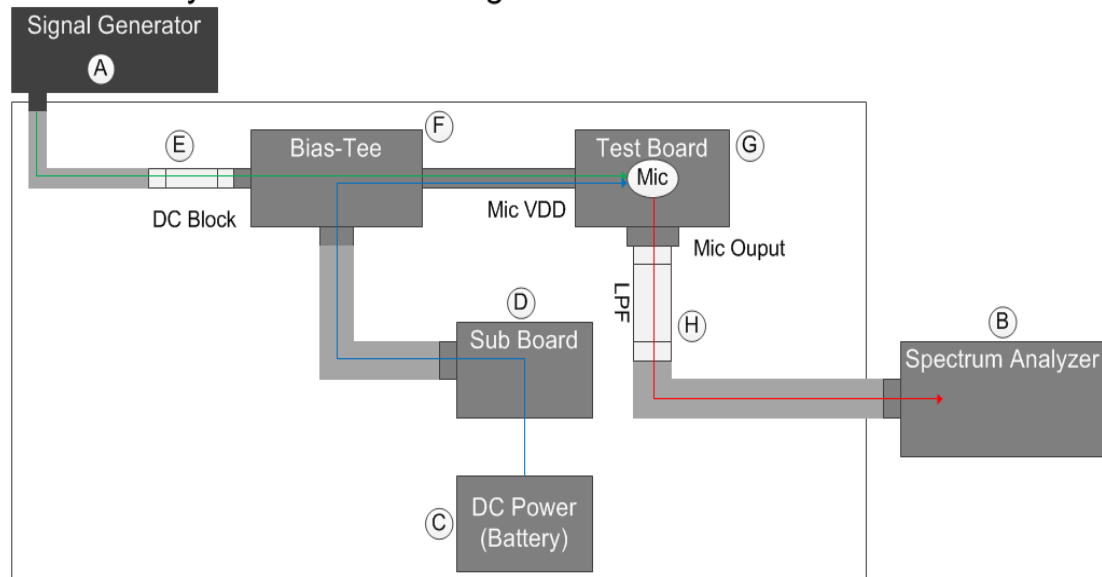 Signal Generator
A
E
F
Bias-Tee
Test Board
G
Mic
DC Block
Mic VDD
Mic Ouput
LPF
H
D
Sub Board
B
Spectrum Analyzer
C
DC Power
(Battery)